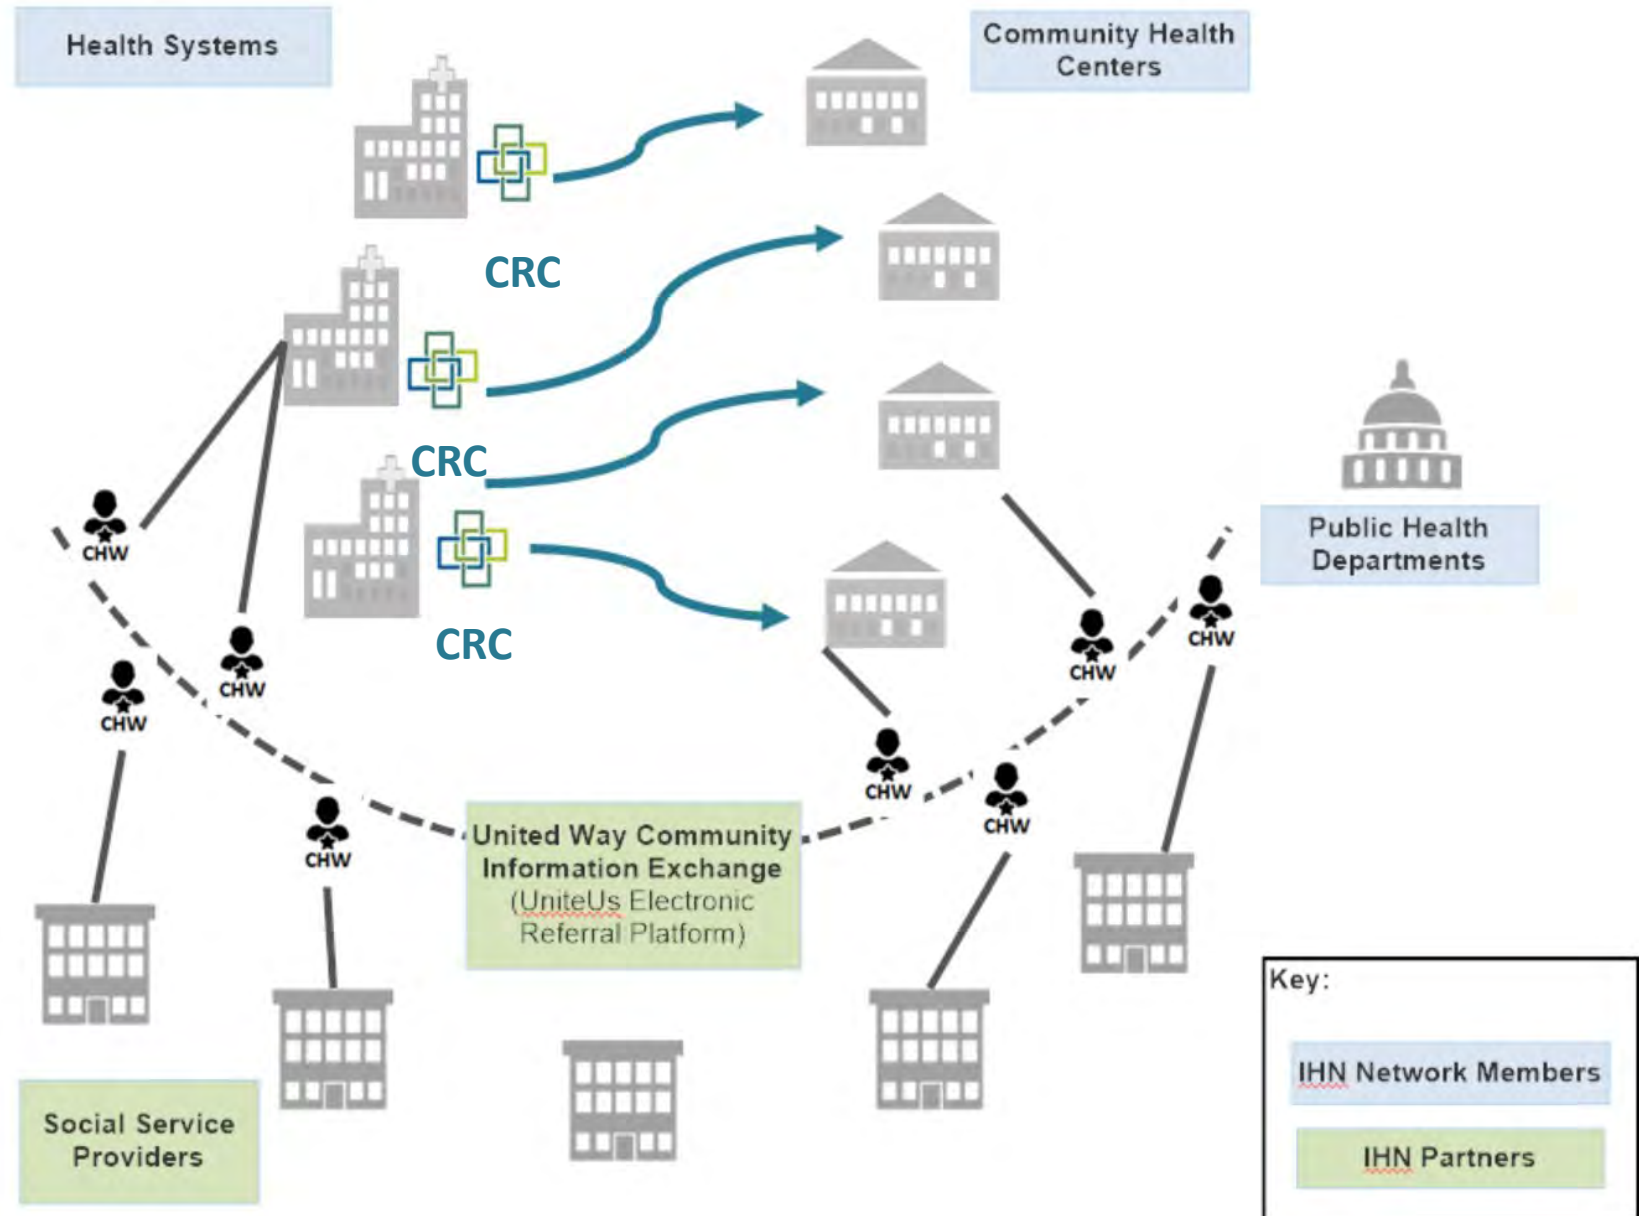 Health Systems
Community Health
Centers
CRC
CRC
CRC
Public Health
Departments
CHW
CHW
CHW
CHW
CHW
CHW
CHW
CHW
United Way Community
Information Exchange
(UniteUs Electronic
Referral Platform)
Social Service
Providers
Key:
IHN Network Members
IHN Partners